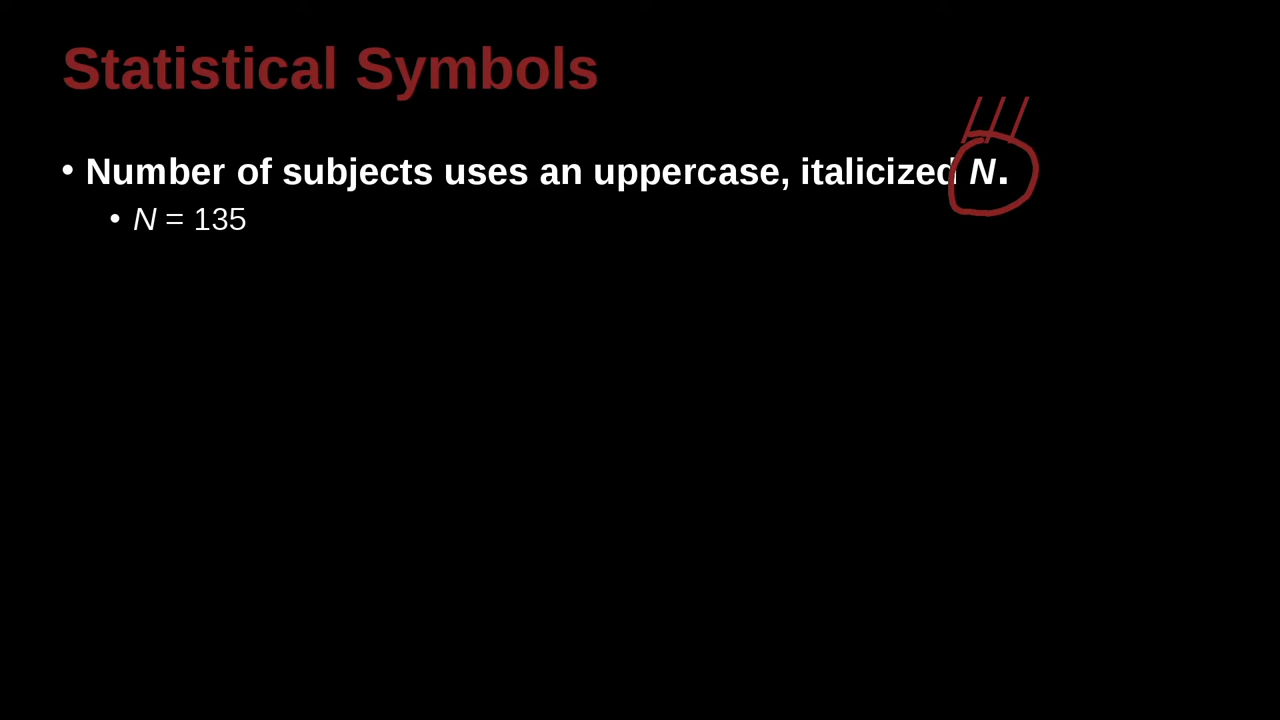 Statistical Symbols
• Number of subjects uses an uppercase, italicized N.
• N = 135